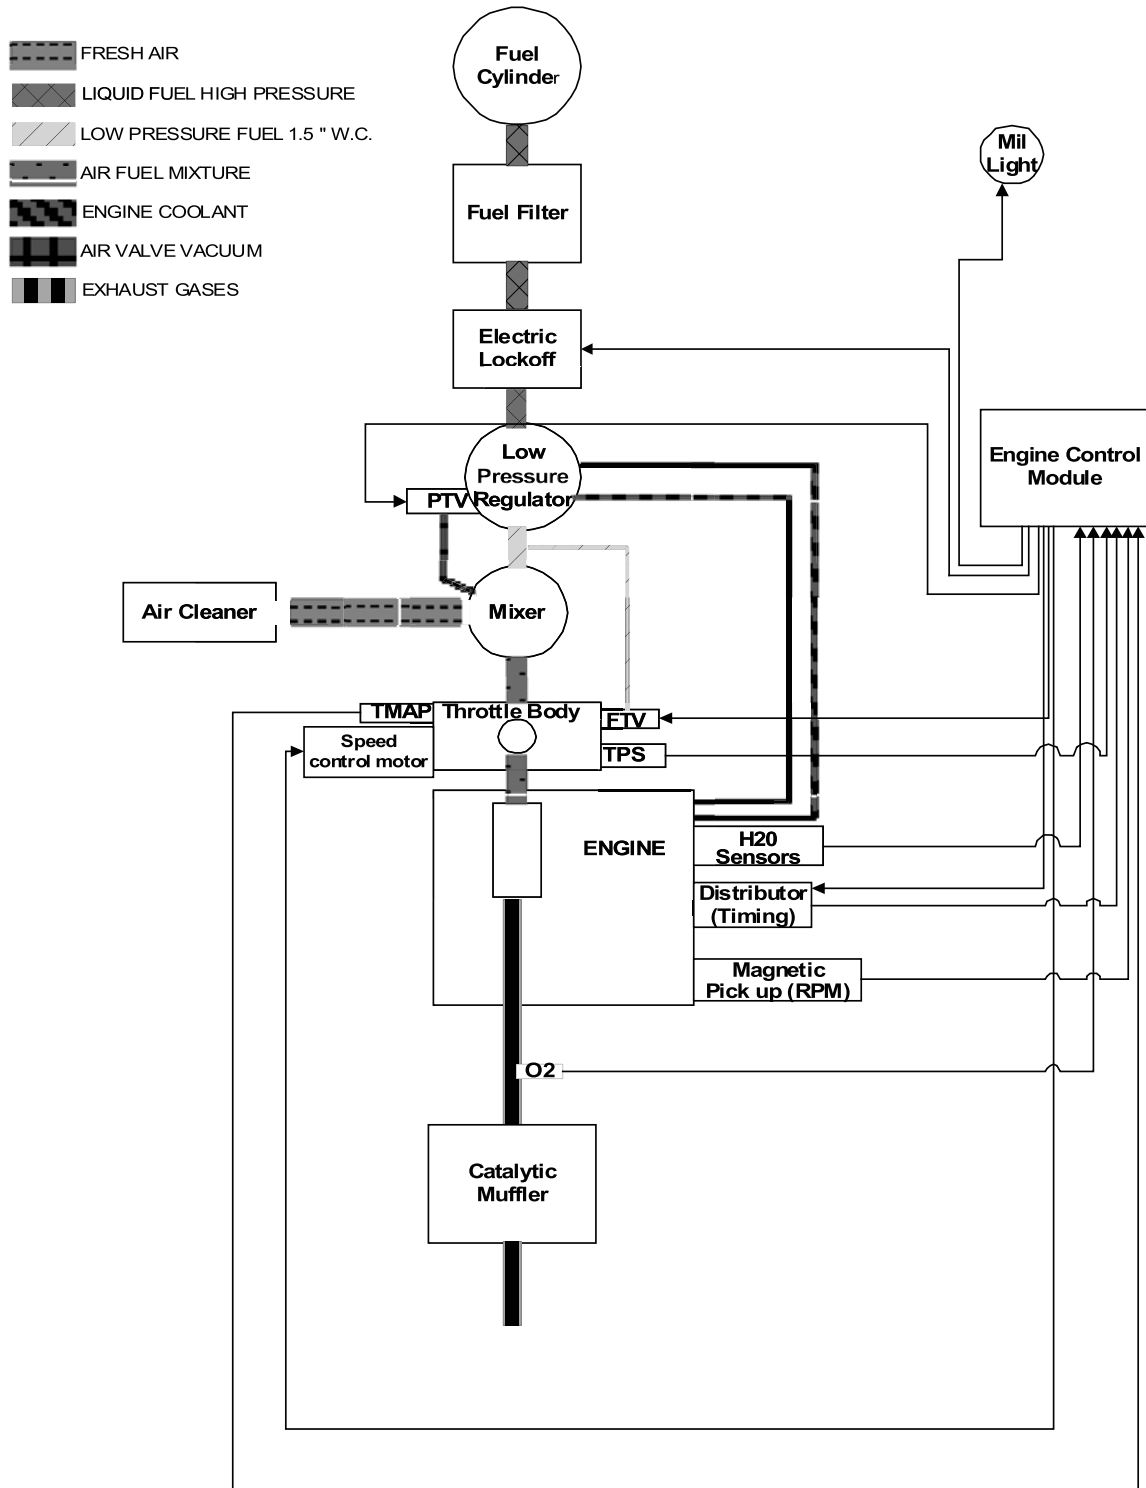 FRESH AIR
LIQUID FUEL HIGH PRESSURE
LOW PRESSURE FUEL 1.5 " W.C.
AIR FUEL MIXTURE
ENGINE COOLANT
AIR VALVE VACUUM
EXHAUST GASES
Fuel
Cylinder
Mil
Light
Fuel Filter
Electric
Lockoff
Low
Pressure
Regulator
PTV
Engine Control
Module
Air Cleaner
Mixer
TMAP
Throttle Body
FTV
Speed
control motor
TPS
ENGINE
H20
Sensors
Distributor
(Timing)
Magnetic
Pick up (RPM)
O2
Catalytic
Muffler